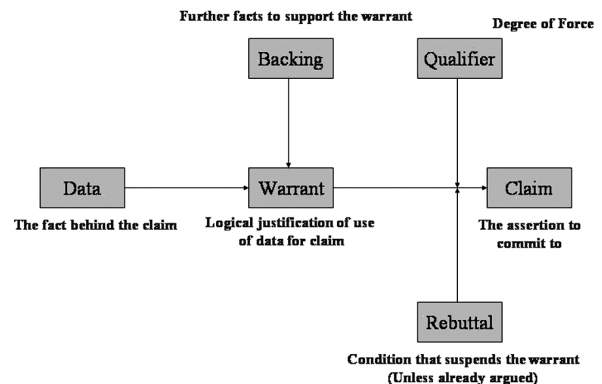 Further facts to support the warrant
Degree of Force
Backing
Qualifier
Data
Warrant
Claim
The fact behind the claim
Logical justification of use
of data for claim
The assertion to
commit to
Rebuttal
Condition that suspends the warrant
(Unless already argued)